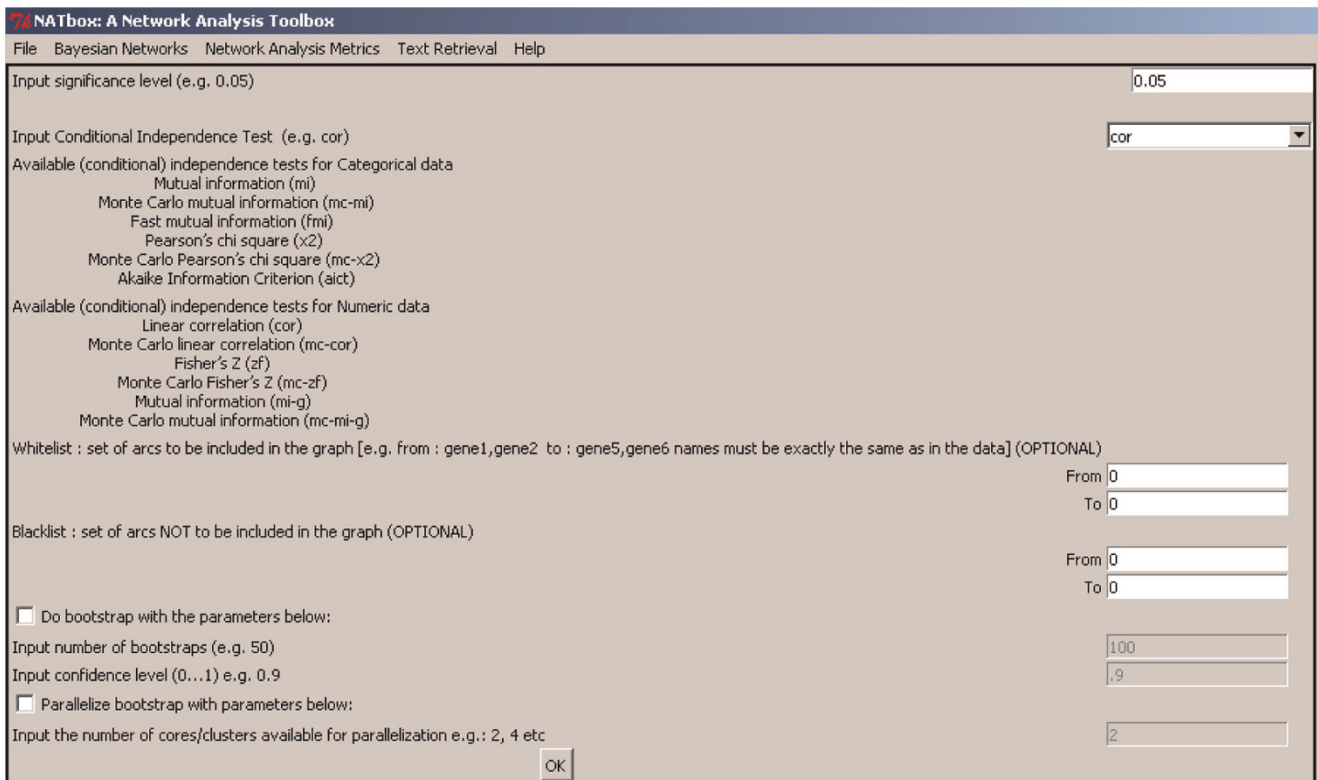 NATbox: A Network Analysis Toolbox
File Bayesian Networks Network Analysis Metrics Text Retrieval Help
Input significance level (e.g. 0.05) 0.05
Input Conditional Independence Test (e.g. cor) cor
Available (conditional) independence tests for Categorical data
Mutual information (mi)
Monte Carlo mutual information (mc-mi)
Fast mutual information (fmi)
Pearson's chi square (x2)
Monte Carlo Pearson's chi square (mc-x2)
Akaike Information Criterion (aict)
Available (conditional) independence tests for Numeric data
Linear correlation (cor)
Monte Carlo linear correlation (mc-cor)
Fisher's Z (zf)
Monte Carlo Fisher's Z (mc-zf)
Mutual information (mi-g)
Monte Carlo mutual information (mc-mi-g)
Whitelist : set of arcs to be included in the graph [e.g. from : gene1,gene2 to : gene5,gene6 names must be exactly the same as in the data] (OPTIONAL)
From 0
To 0
Blacklist : set of arcs NOT to be included in the graph (OPTIONAL)
From 0
To 0
Do bootstrap with the parameters below:
Input number of bootstraps (e.g. 50) 100
Input confidence level (0...1) e.g. 0.9 .9
Parallelize bootstrap with parameters below:
Input the number of cores/clusters available for parallelization e.g.: 2, 4 etc 2
OK